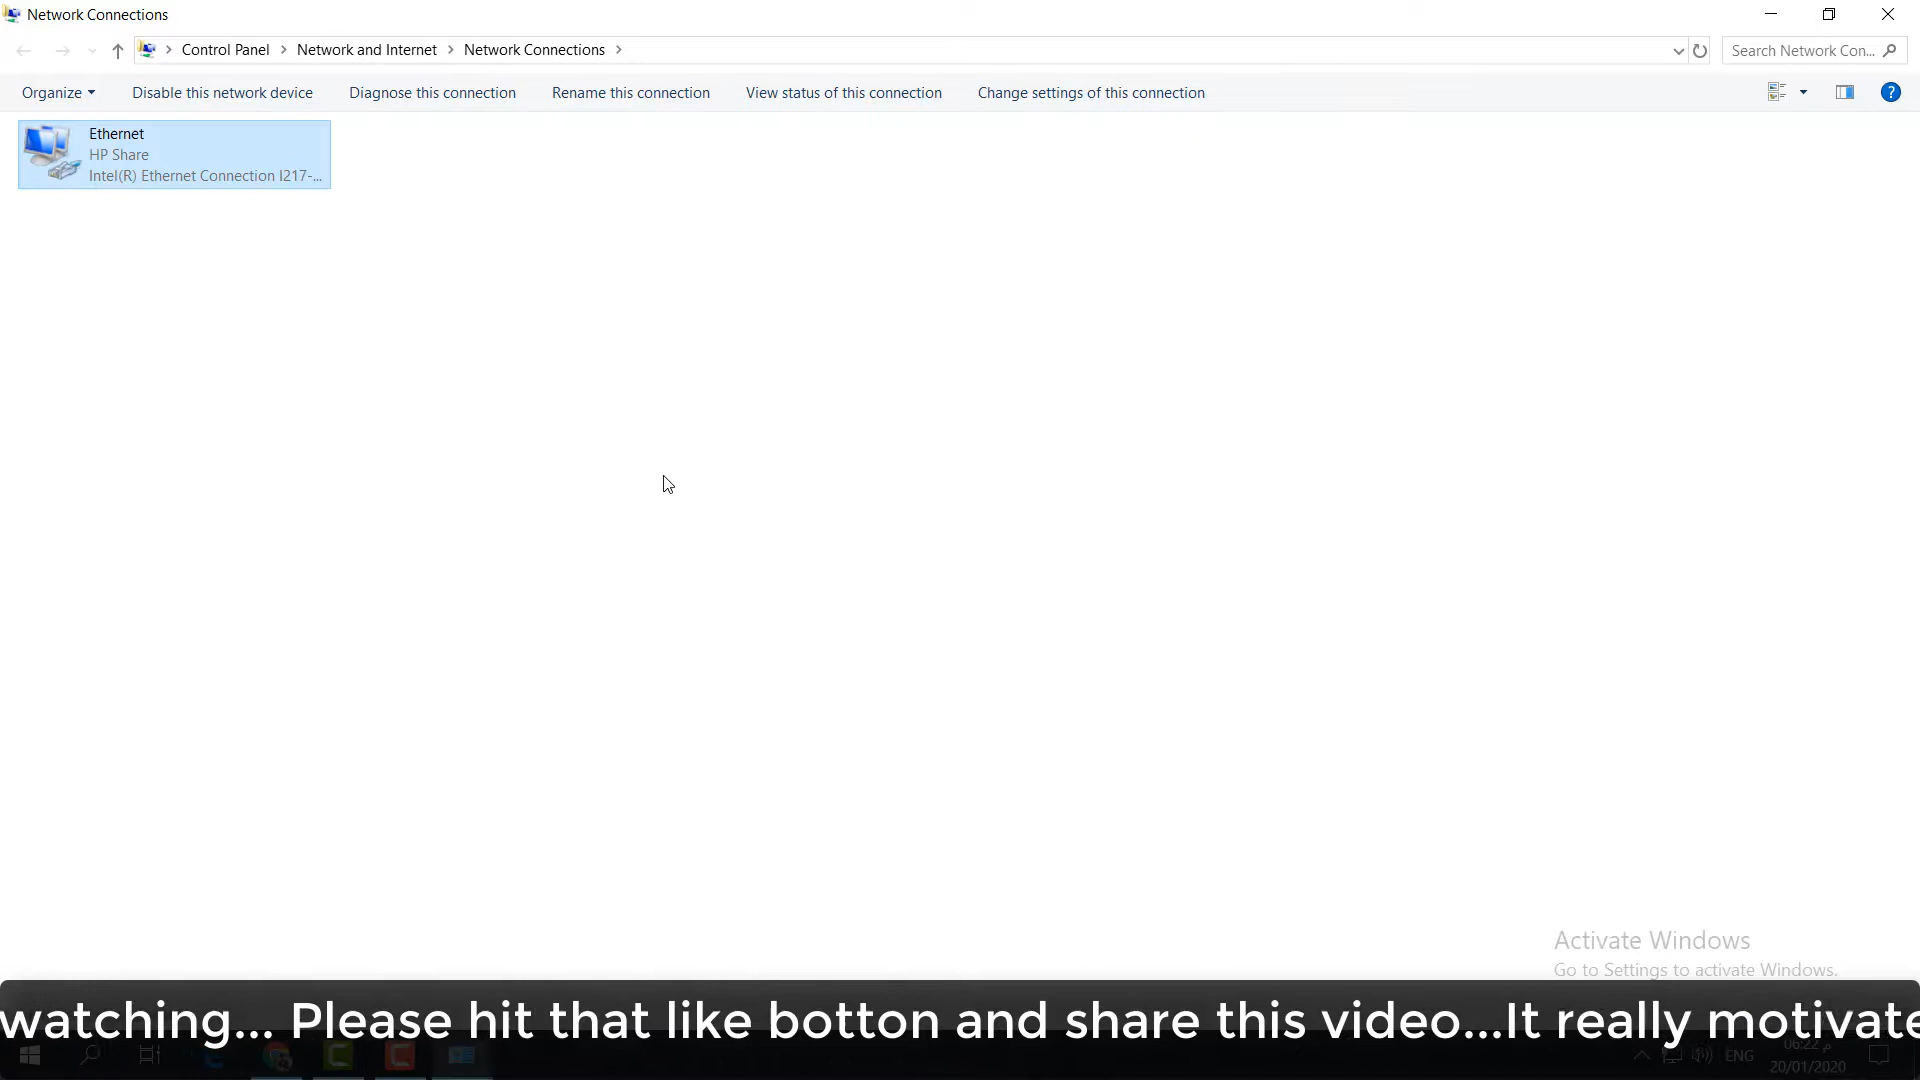 Network Connections
Control Panel
Network and Internet
Network Connections
Search Network Con...
Organize
Disable this network device
Diagnose this connection
Rename this connection
View status of this connection
Change settings of this connection
?
Ethernet
HP Share
Intel(R) Ethernet Connection I217-...
Activate Windows
Go to Settings to activate Windows.
watching... Please hit that like botton and share this video...It really motivate
ENG
06:22 م
20/01/2020